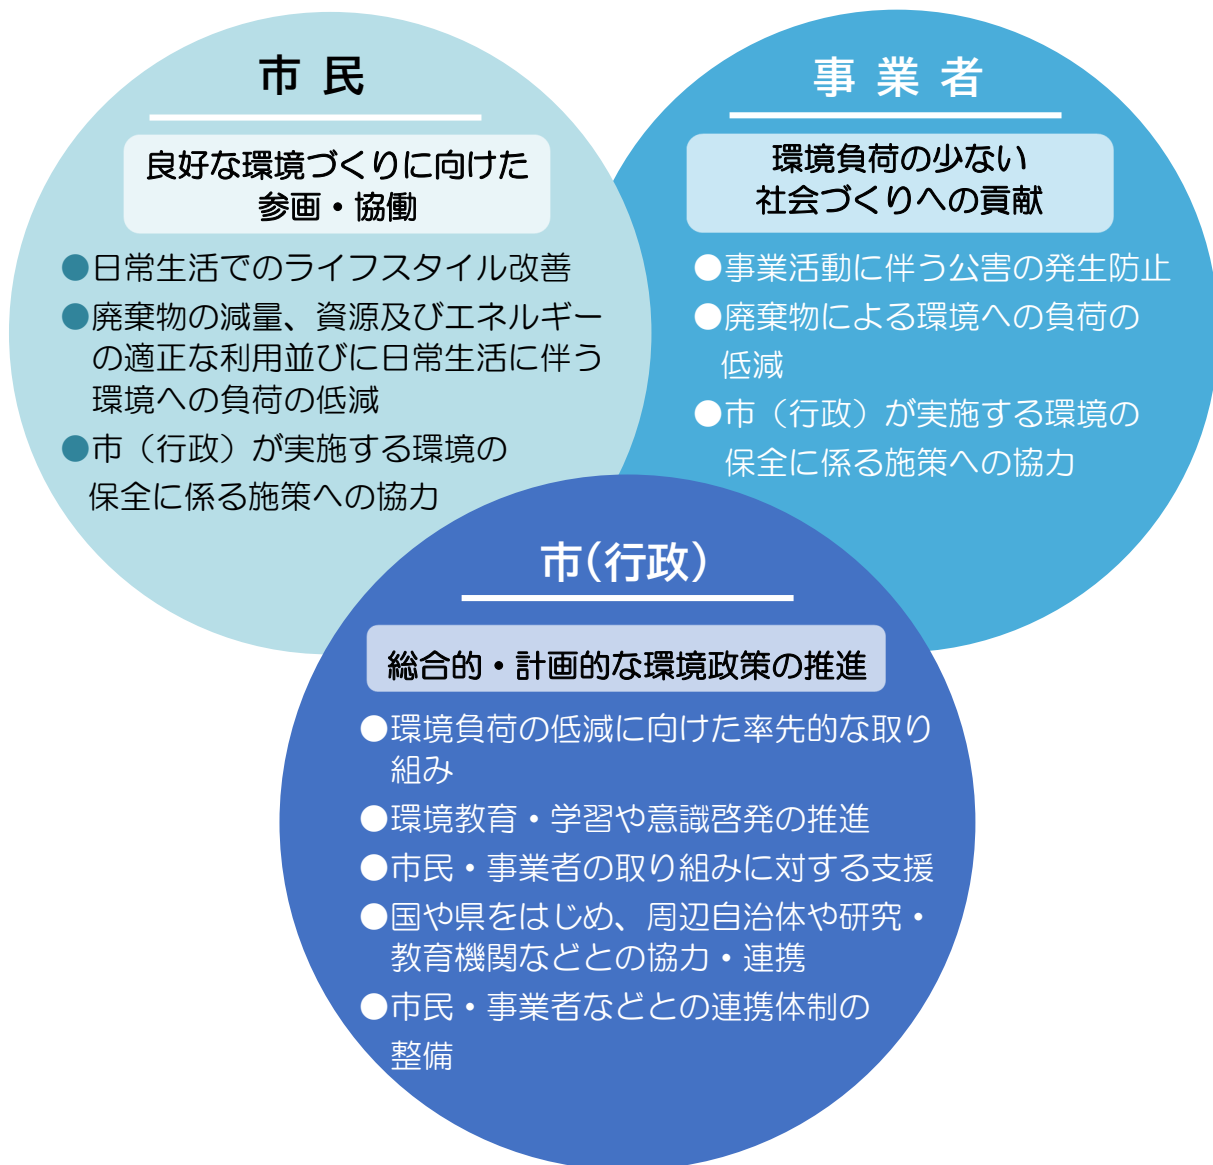 市 民
良好な環境づくりに向けた
参画・協働
●日常生活でのライフスタイル改善
●廃棄物の減量、資源及びエネルギー
の適正な利用並びに日常生活に伴う
環境への負荷の低減
●市（行政）が実施する環境の
保全に係る施策への協力
事 業 者
環境負荷の少ない
社会づくりへの貢献
●事業活動に伴う公害の発生防止
●廃棄物による環境への負荷の
低減
●市（行政）が実施する環境の
保全に係る施策への協力
市（行政）
総合的・計画的な環境政策の推進
●環境負荷の低減に向けた率先的な取り
組み
●環境教育・学習や意識啓発の推進
●市民・事業者の取り組みに対する支援
●国や県をはじめ、周辺自治体や研究・
教育機関などとの協力・連携
●市民・事業者などとの連携体制の
整備